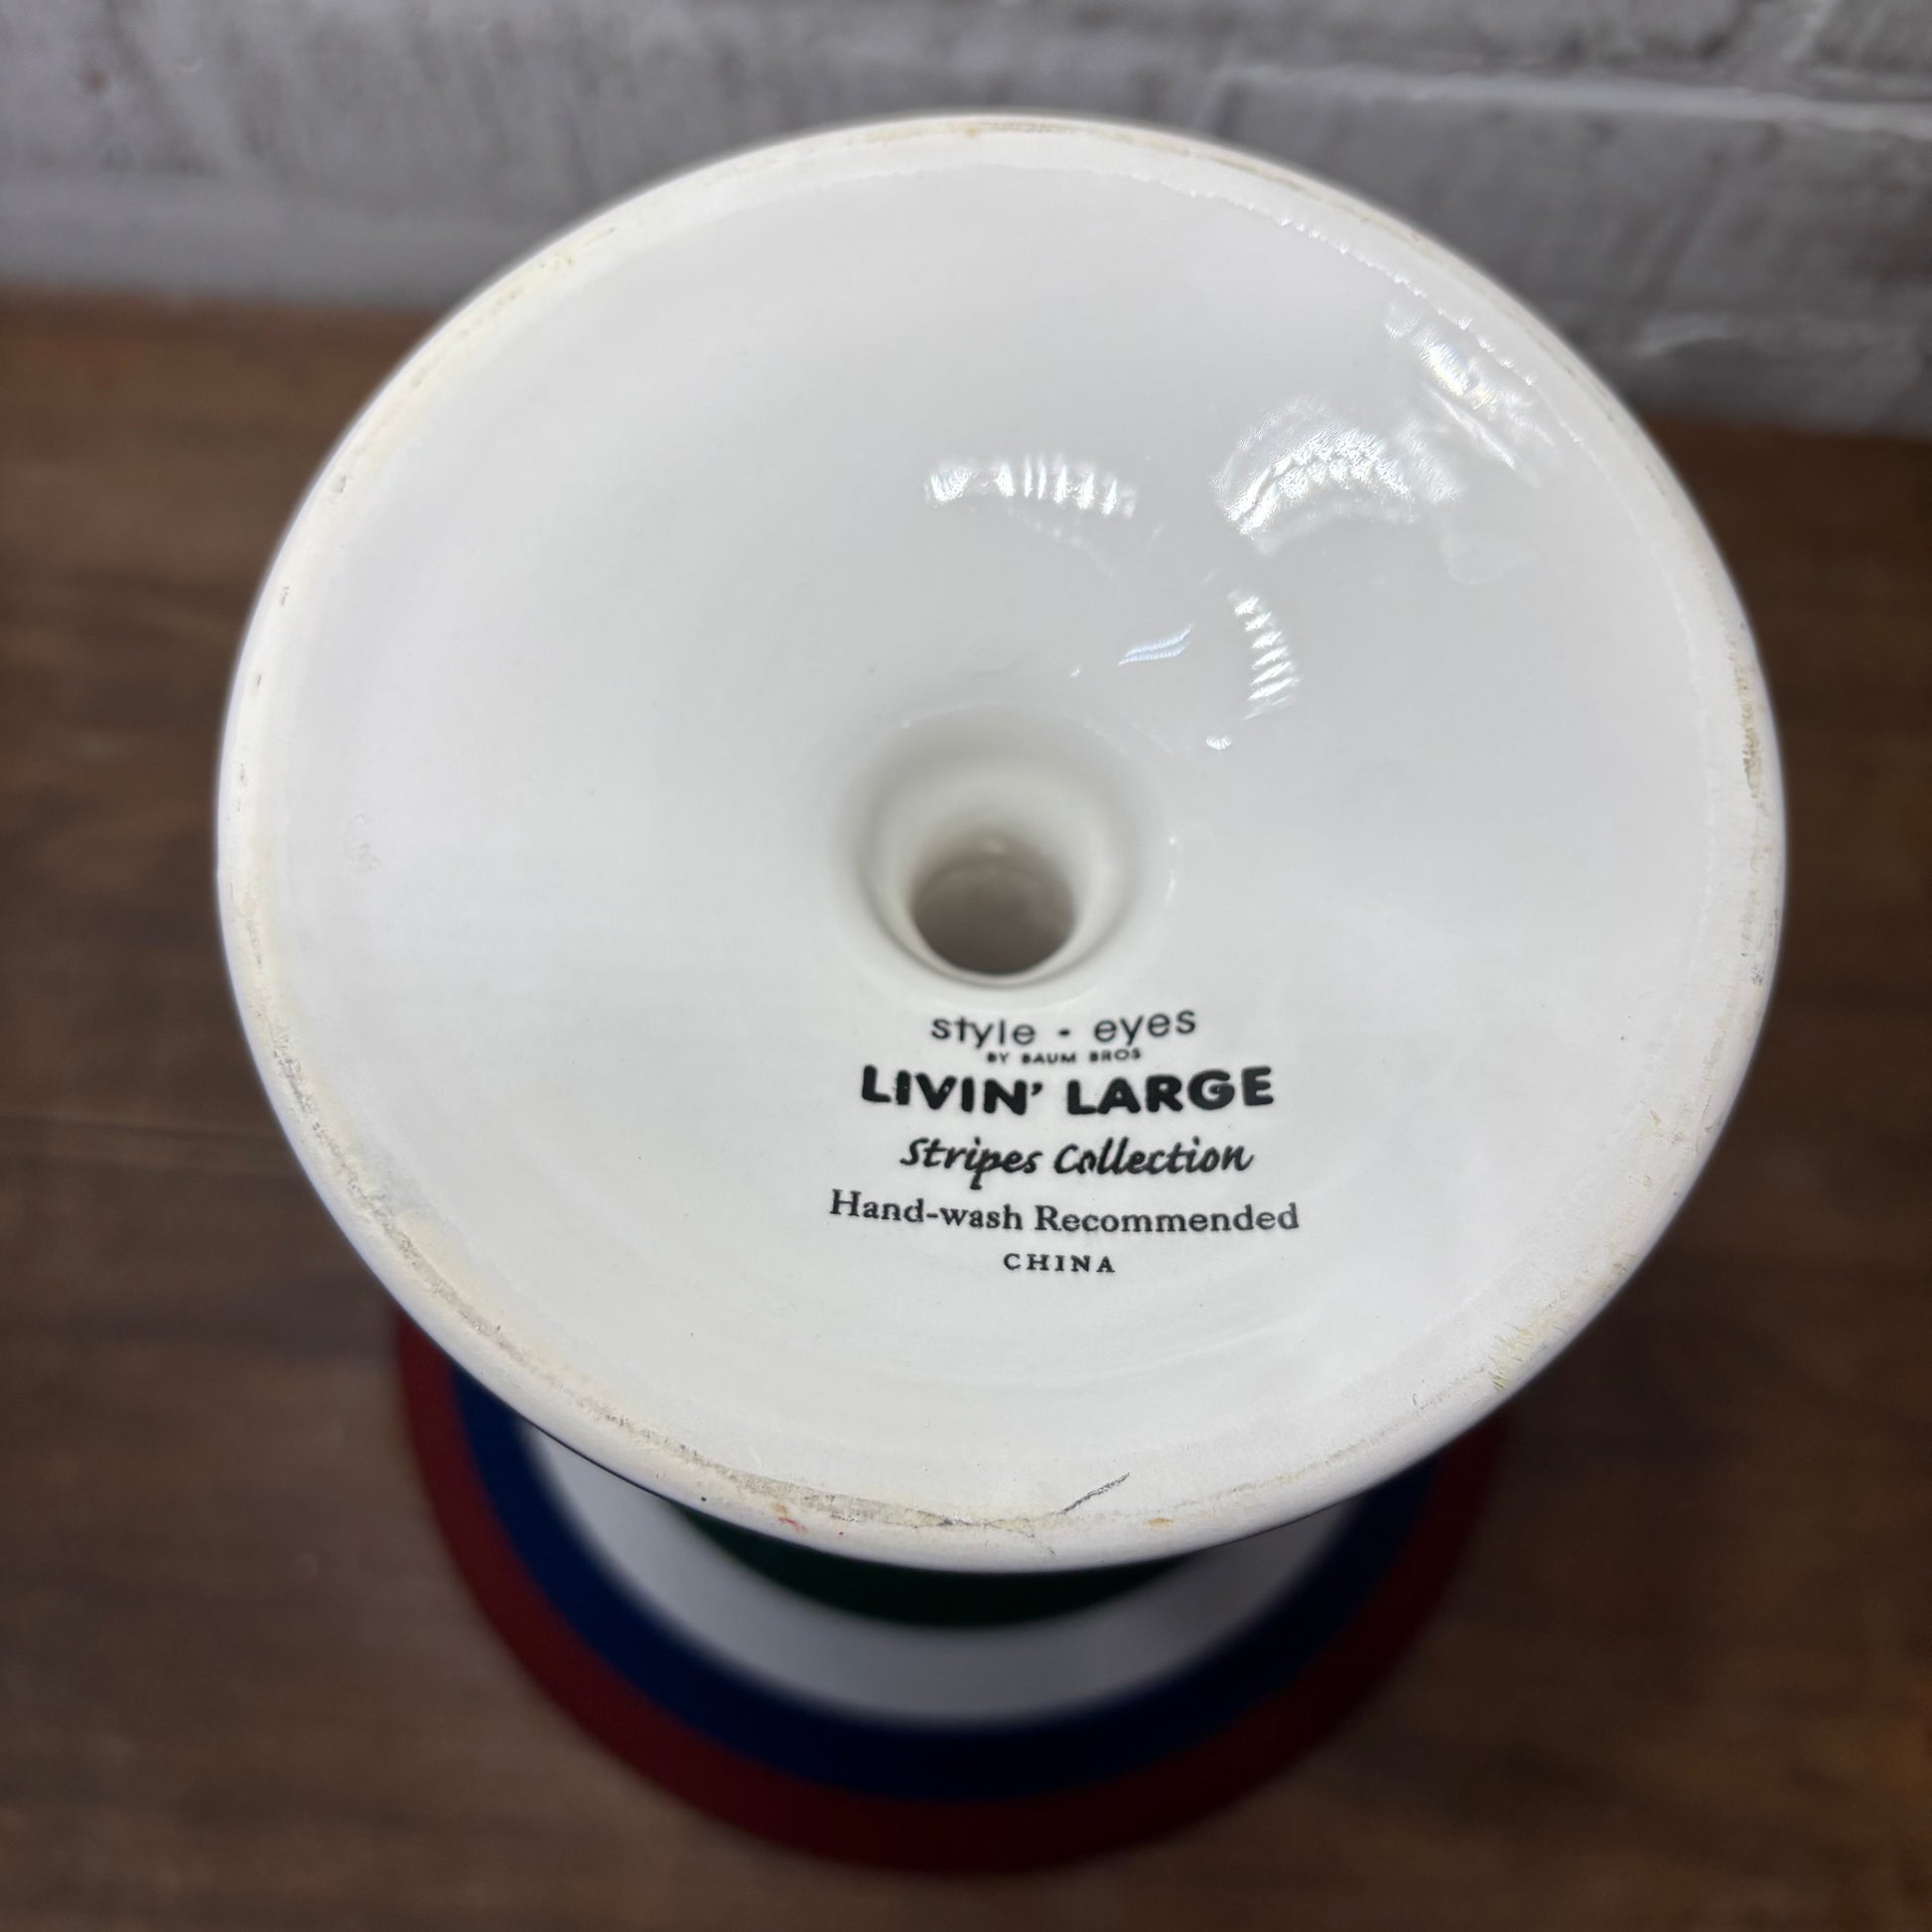 style • eyes
BY BAUM BROS
LIVIN' LARGE
Stripes Collection
Hand-wash Recommended
CHINA